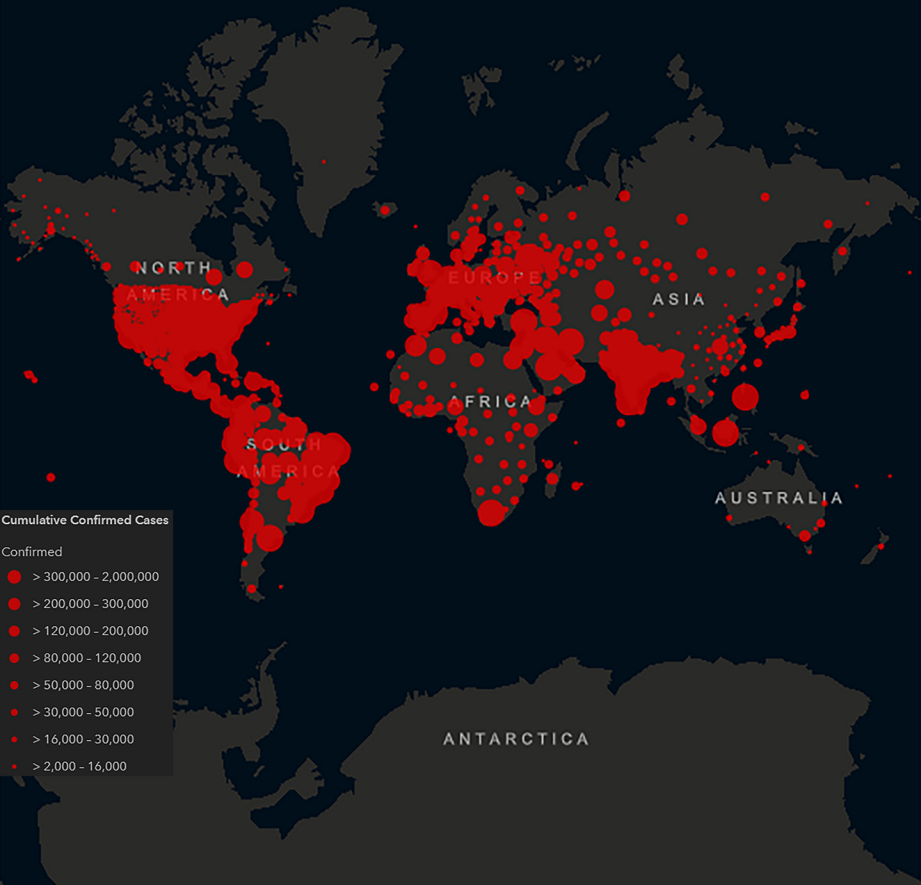 NORTH
AMERICA
EUROPE
ASIA
AFRICA
SOUTH
AMERICA
AUSTRALIA
Cumulative Confirmed Cases
Confirmed
> 300,000 – 2,000,000
> 200,000 – 300,000
> 120,000 – 200,000
> 80,000 – 120,000
> 50,000 – 80,000
> 30,000 – 50,000
> 16,000 – 30,000
> 2,000 – 16,000
ANTARCTICA